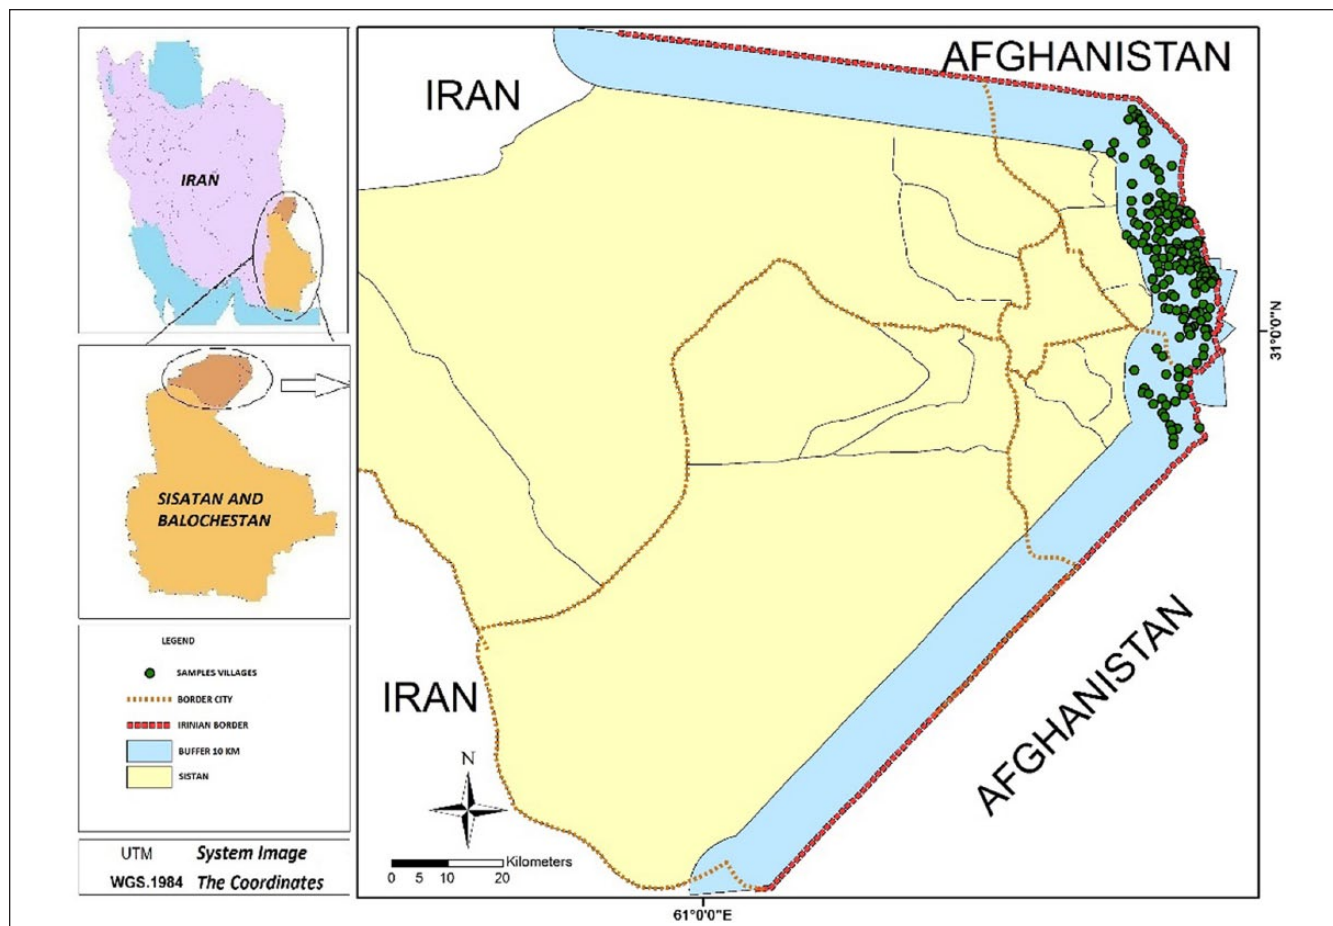 IRAN
SISATAN AND
BALOCHESTAN
LEGEND
SAMPLES VILLAGES
BORDER CITY
IRINIAN BORDER
BUFFER 10 KM
SISTAN
UTM System Image
WGS.1984 The Coordinates
AFGHANISTAN
IRAN
31°0'0"N
IRAN
AFGHANISTAN
N
Kilometers
0 5 10 20
61°0'0"E